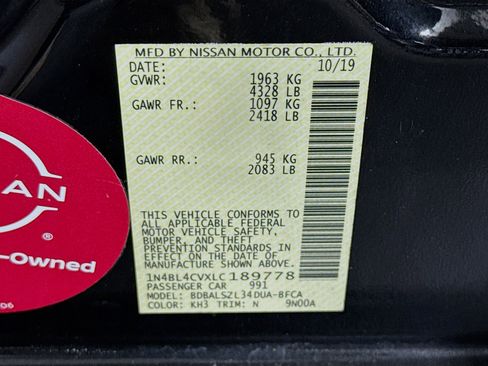 MFD BY NISSAN MOTOR CO., LTD.
DATE: 10/19
GVWR: 1963 KG
4328 LB
GAWR FR.: 1097 KG
2418 LB
GAWR RR.: 945 KG
2083 LB
THIS VEHICLE CONFORMS TO
ALL APPLICABLE FEDERAL
MOTOR VEHICLE SAFETY,
BUMPER, AND THEFT
PREVENTION STANDARDS IN
EFFECT ON THE DATE OF
MANUFACTURE SHOWN ABOVE.
1N4BL4CVXLC189778
PASSENGER CAR 991
MODEL: BDBALSZL34DUA-BFCA
COLOR: KH3 TRIM: N 9N00A
SAN
®
-Owned